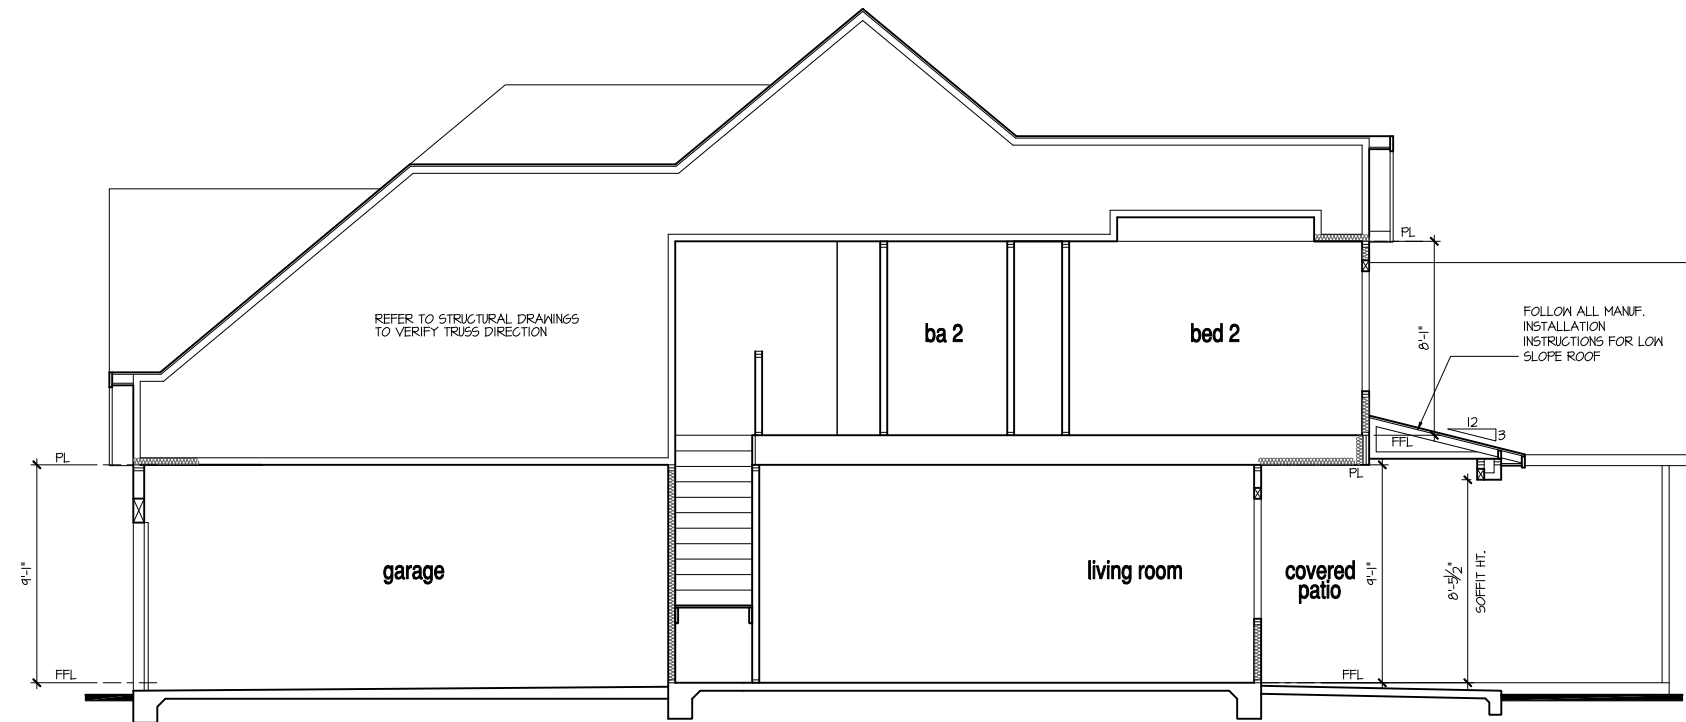 PL
REFER TO STRUCTURAL DRAWINGS
TO VERIFY TRUSS DIRECTION
ba 2
bed 2
8'-1"
FOLLOW ALL MANUF.
INSTALLATION
INSTRUCTIONS FOR LOW
SLOPE ROOF
12
3
FFL
PL
PL
9'-1"
garage
living room
covered
patio
9'-1"
8'-5 1/2"
SOFFIT HT.
FFL
FFL